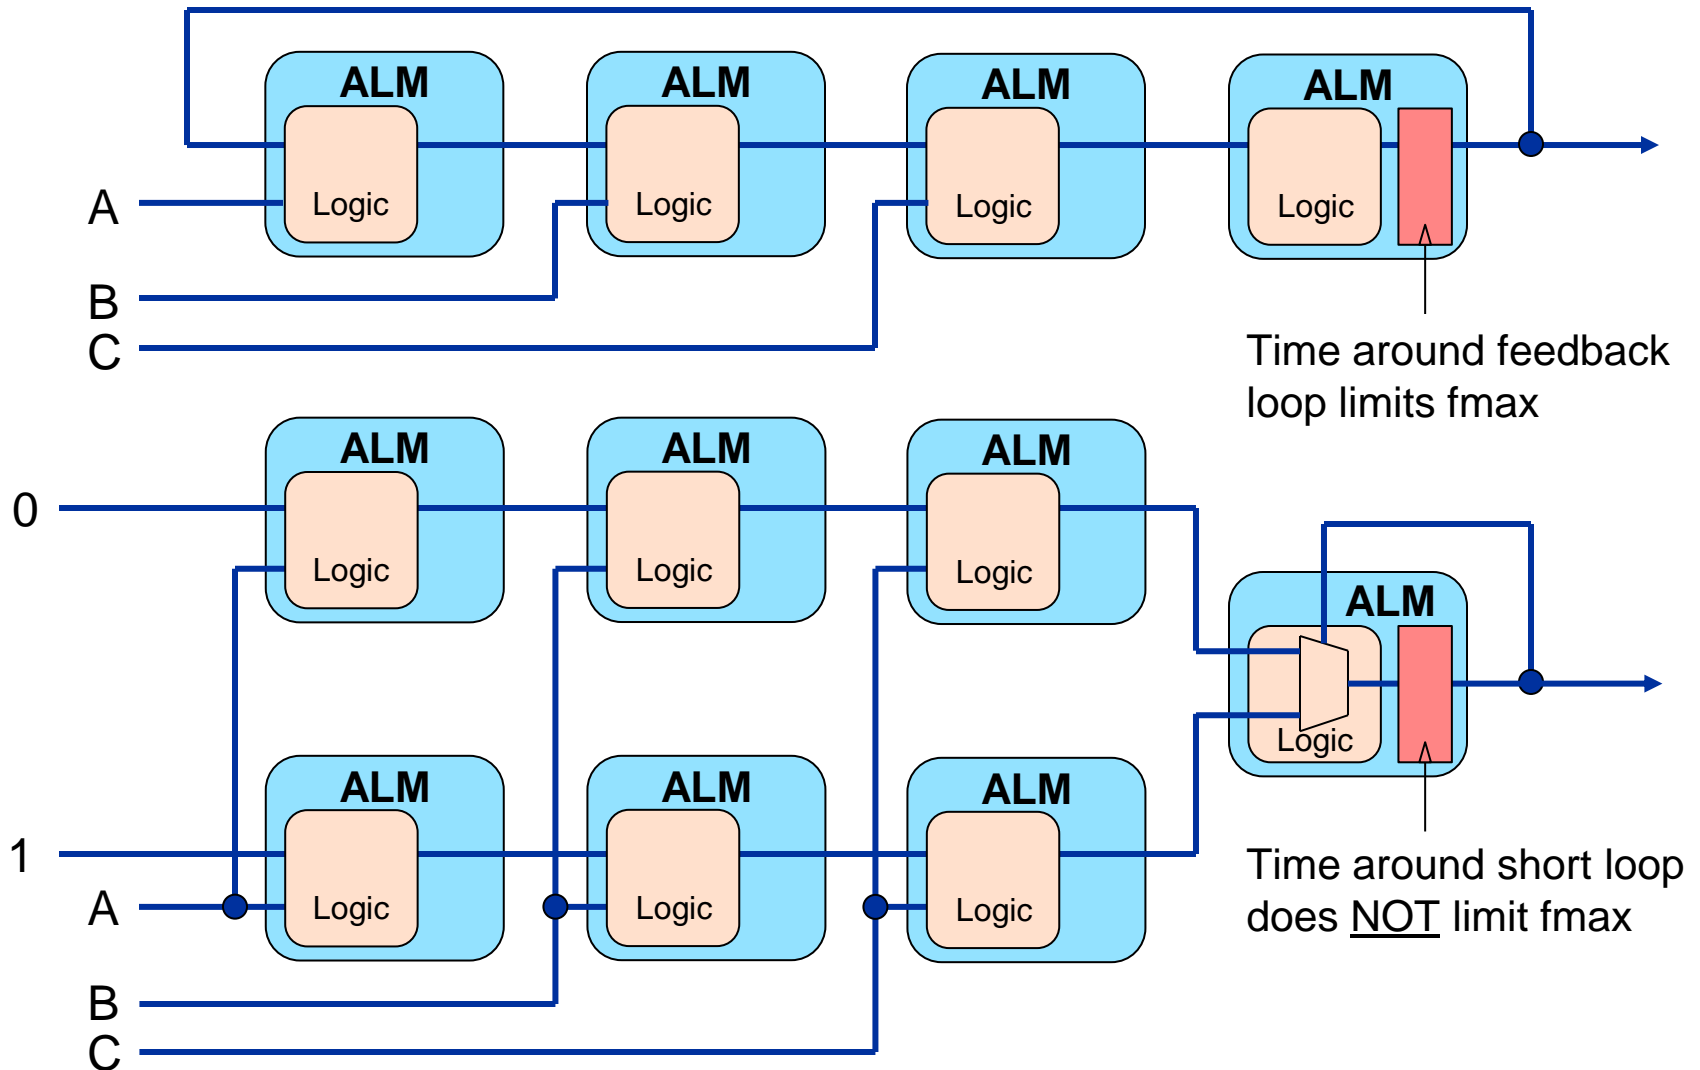 ALM ALM ALM ALM
A Logic Logic Logic Logic
B
C
Time around feedback
loop limits fmax
ALM ALM ALM
0
Logic Logic Logic
ALM
Logic
ALM ALM ALM
1
A Logic Logic Logic
Time around short loop
does NOT limit fmax
B
C